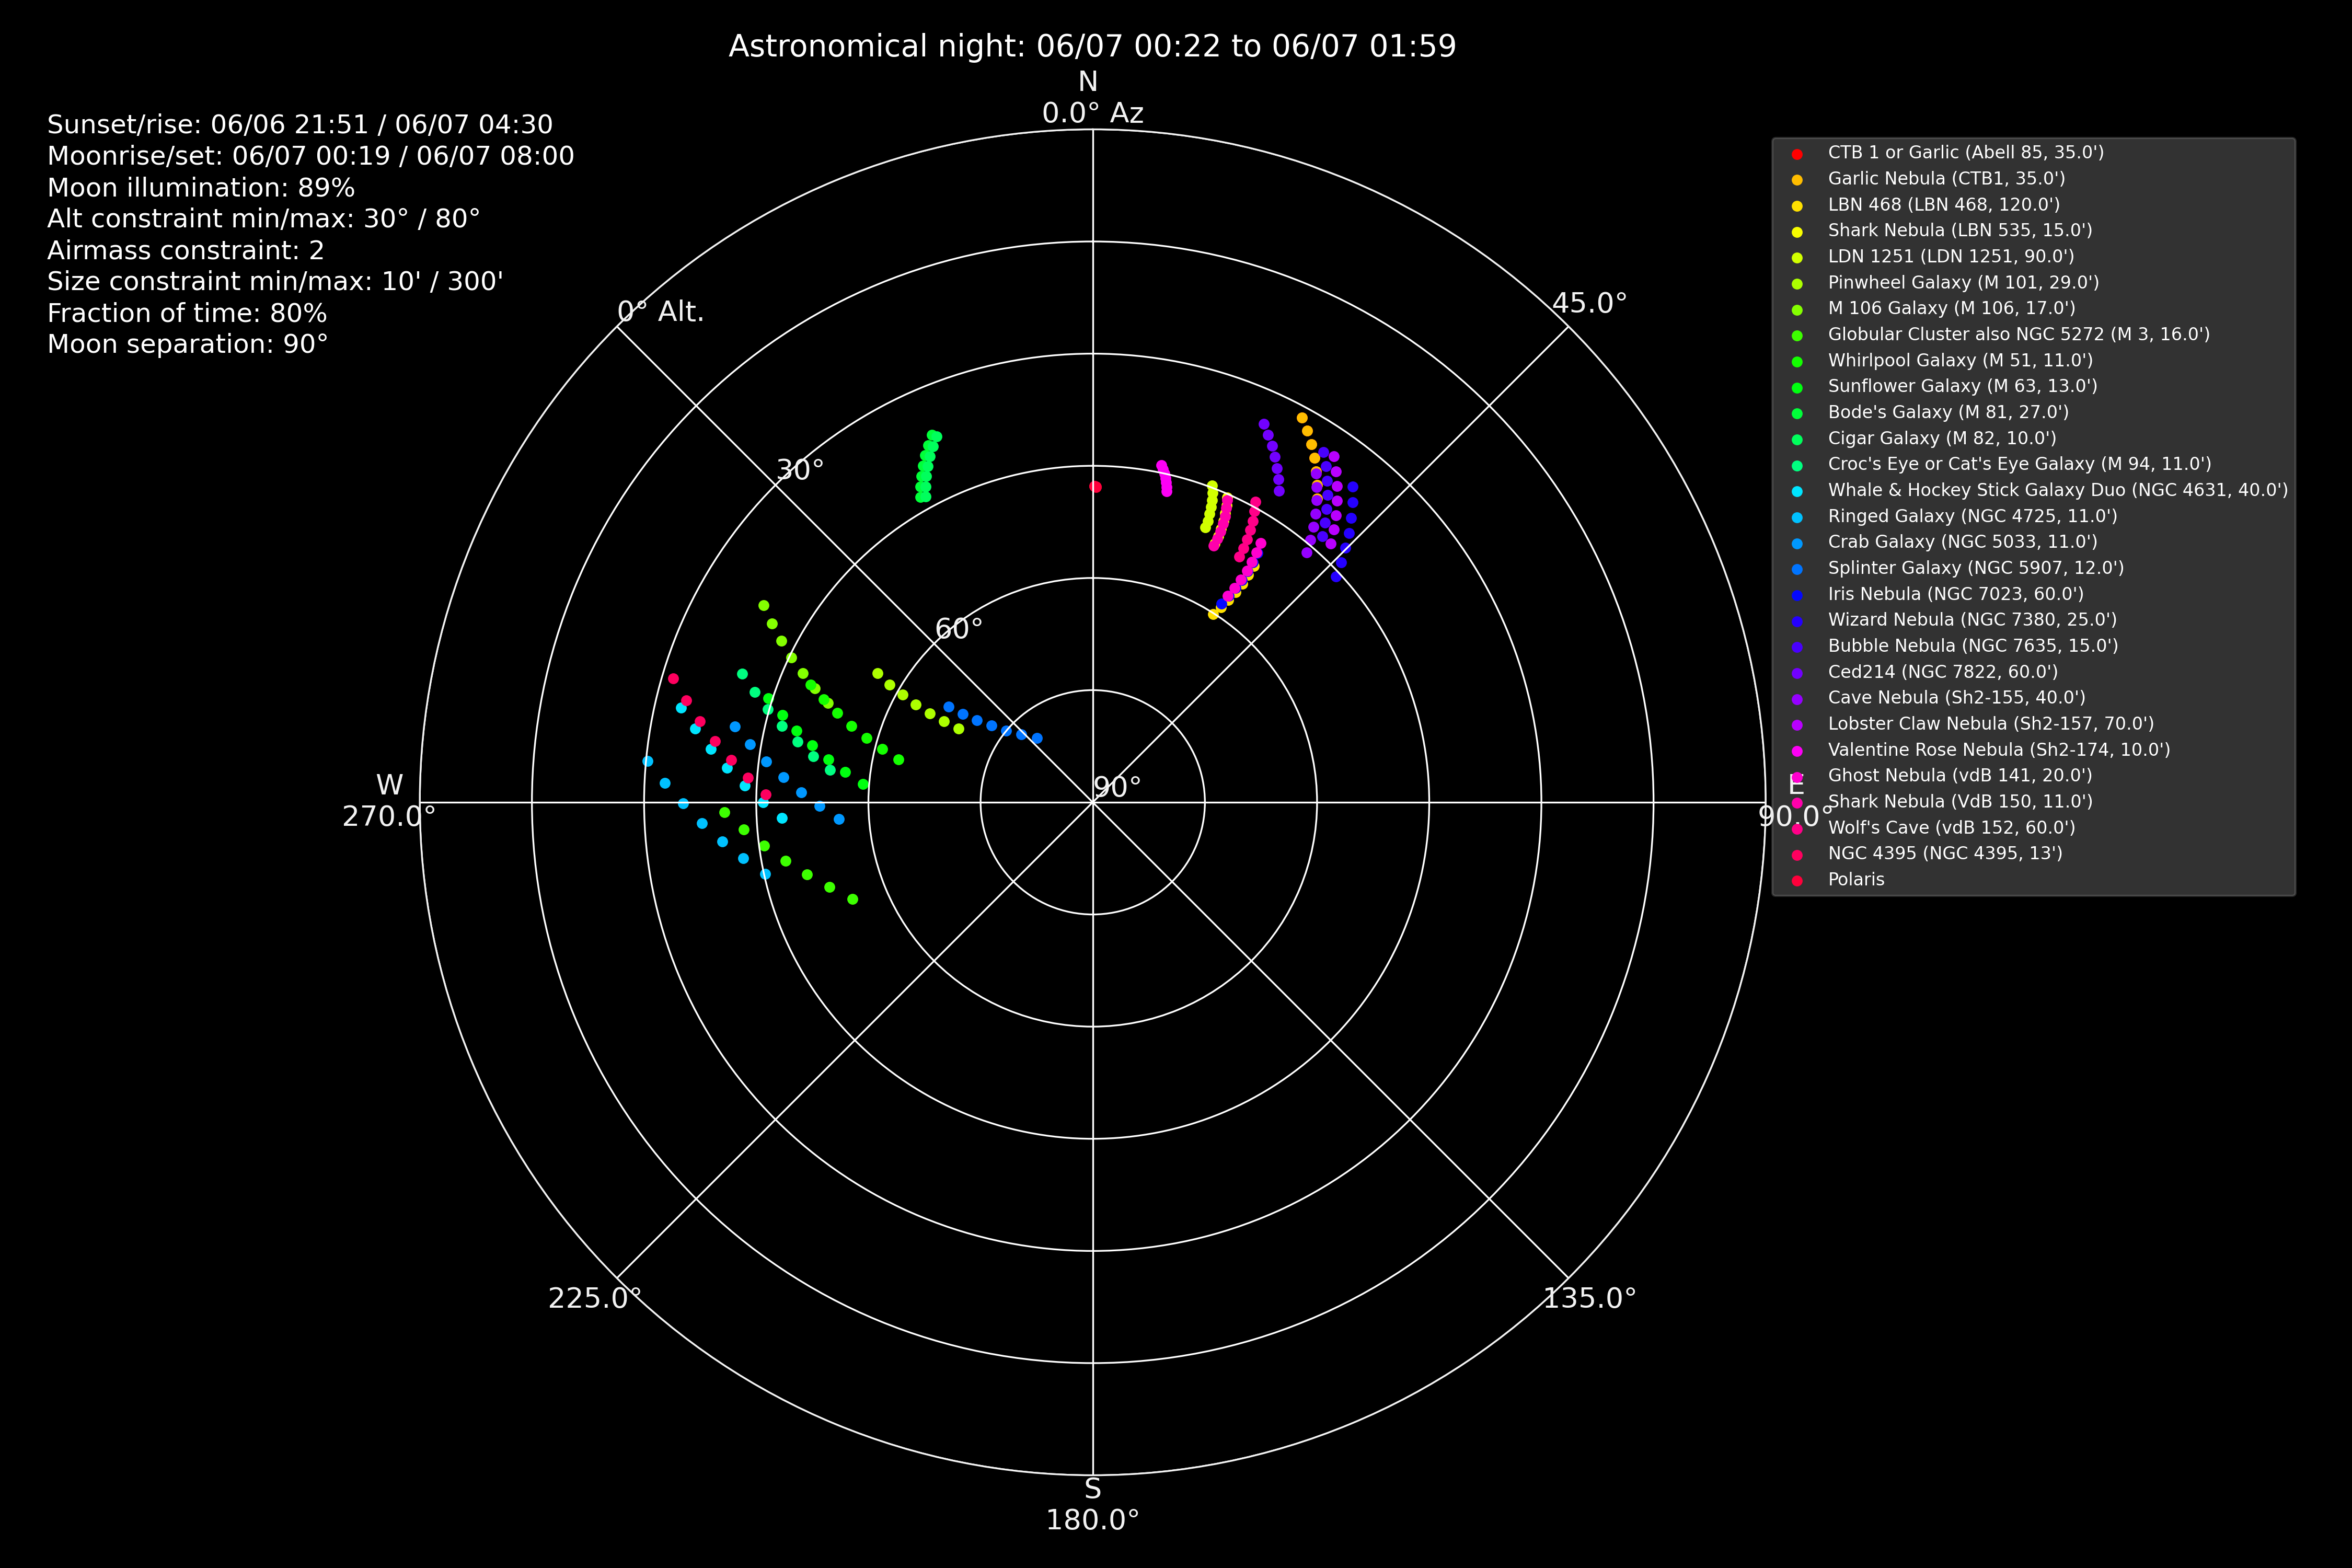 Astronomical night: 06/07 00:22 to 06/07 01:59
N
0.0° Az
Sunset/rise: 06/06 21:51 / 06/07 04:30
Moonrise/set: 06/07 00:19 / 06/07 08:00
Moon illumination: 89%
Alt constraint min/max: 30° / 80°
Airmass constraint: 2
Size constraint min/max: 10' / 300'
Fraction of time: 80%
Moon separation: 90°
0° Alt.
30°
60°
90°
45.0°
W
270.0°
E
90.0°
225.0°
135.0°
S
180.0°
CTB 1 or Garlic (Abell 85, 35.0')
Garlic Nebula (CTB1, 35.0')
LBN 468 (LBN 468, 120.0')
Shark Nebula (LBN 535, 15.0')
LDN 1251 (LDN 1251, 90.0')
Pinwheel Galaxy (M 101, 29.0')
M 106 Galaxy (M 106, 17.0')
Globular Cluster also NGC 5272 (M 3, 16.0')
Whirlpool Galaxy (M 51, 11.0')
Sunflower Galaxy (M 63, 13.0')
Bode's Galaxy (M 81, 27.0')
Cigar Galaxy (M 82, 10.0')
Croc's Eye or Cat's Eye Galaxy (M 94, 11.0')
Whale & Hockey Stick Galaxy Duo (NGC 4631, 40.0')
Ringed Galaxy (NGC 4725, 11.0')
Crab Galaxy (NGC 5033, 11.0')
Splinter Galaxy (NGC 5907, 12.0')
Iris Nebula (NGC 7023, 60.0')
Wizard Nebula (NGC 7380, 25.0')
Bubble Nebula (NGC 7635, 15.0')
Ced214 (NGC 7822, 60.0')
Cave Nebula (Sh2-155, 40.0')
Lobster Claw Nebula (Sh2-157, 70.0')
Valentine Rose Nebula (Sh2-174, 10.0')
Ghost Nebula (vdB 141, 20.0')
Shark Nebula (VdB 150, 11.0')
Wolf's Cave (vdB 152, 60.0')
NGC 4395 (NGC 4395, 13')
Polaris